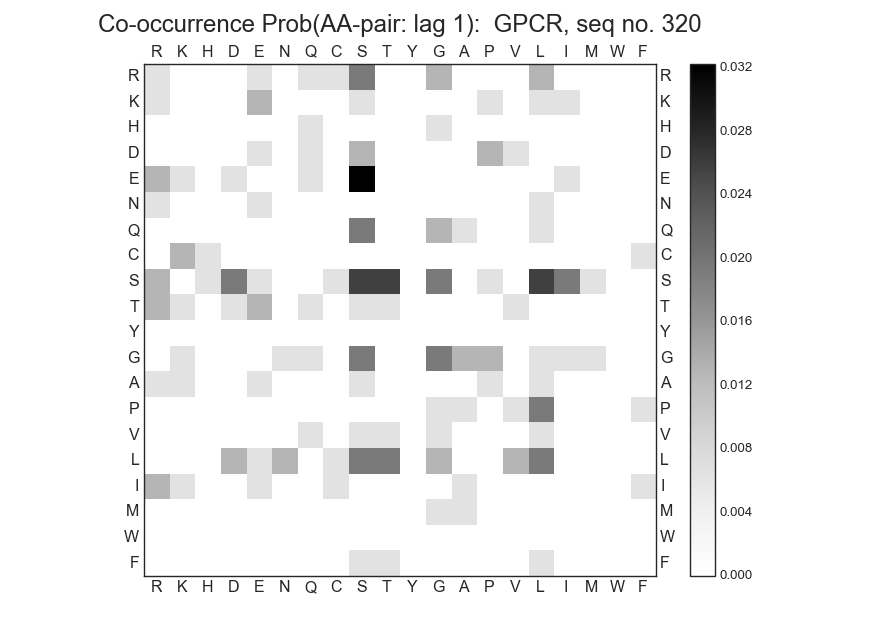 Co-occurrence Prob(AA-pair: lag 1):  GPCR, seq no. 320
R K H D E N Q C S T Y G A P V L I M W F
R R 0.032
K K
H H 0.028
D D
E E 0.024
N N
Q Q 0.020
C C
S S
T T 0.016
Y Y
G G
A A 0.012
P P
V V 0.008
L L
I I
M M 0.004
W W
F F 0.000
R K H D E N Q C S T Y G A P V L I M W F